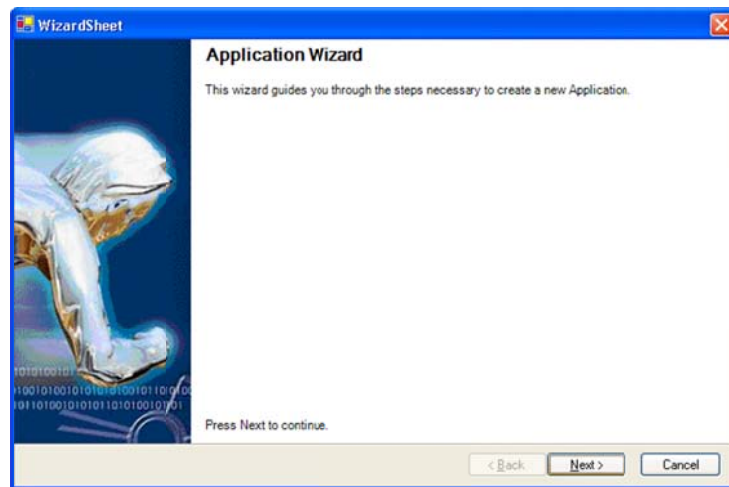 WizardSheet
Application Wizard
This wizard guides you through the steps necessary to create a new Application.
Press Next to continue.
< Back
Next >
Cancel